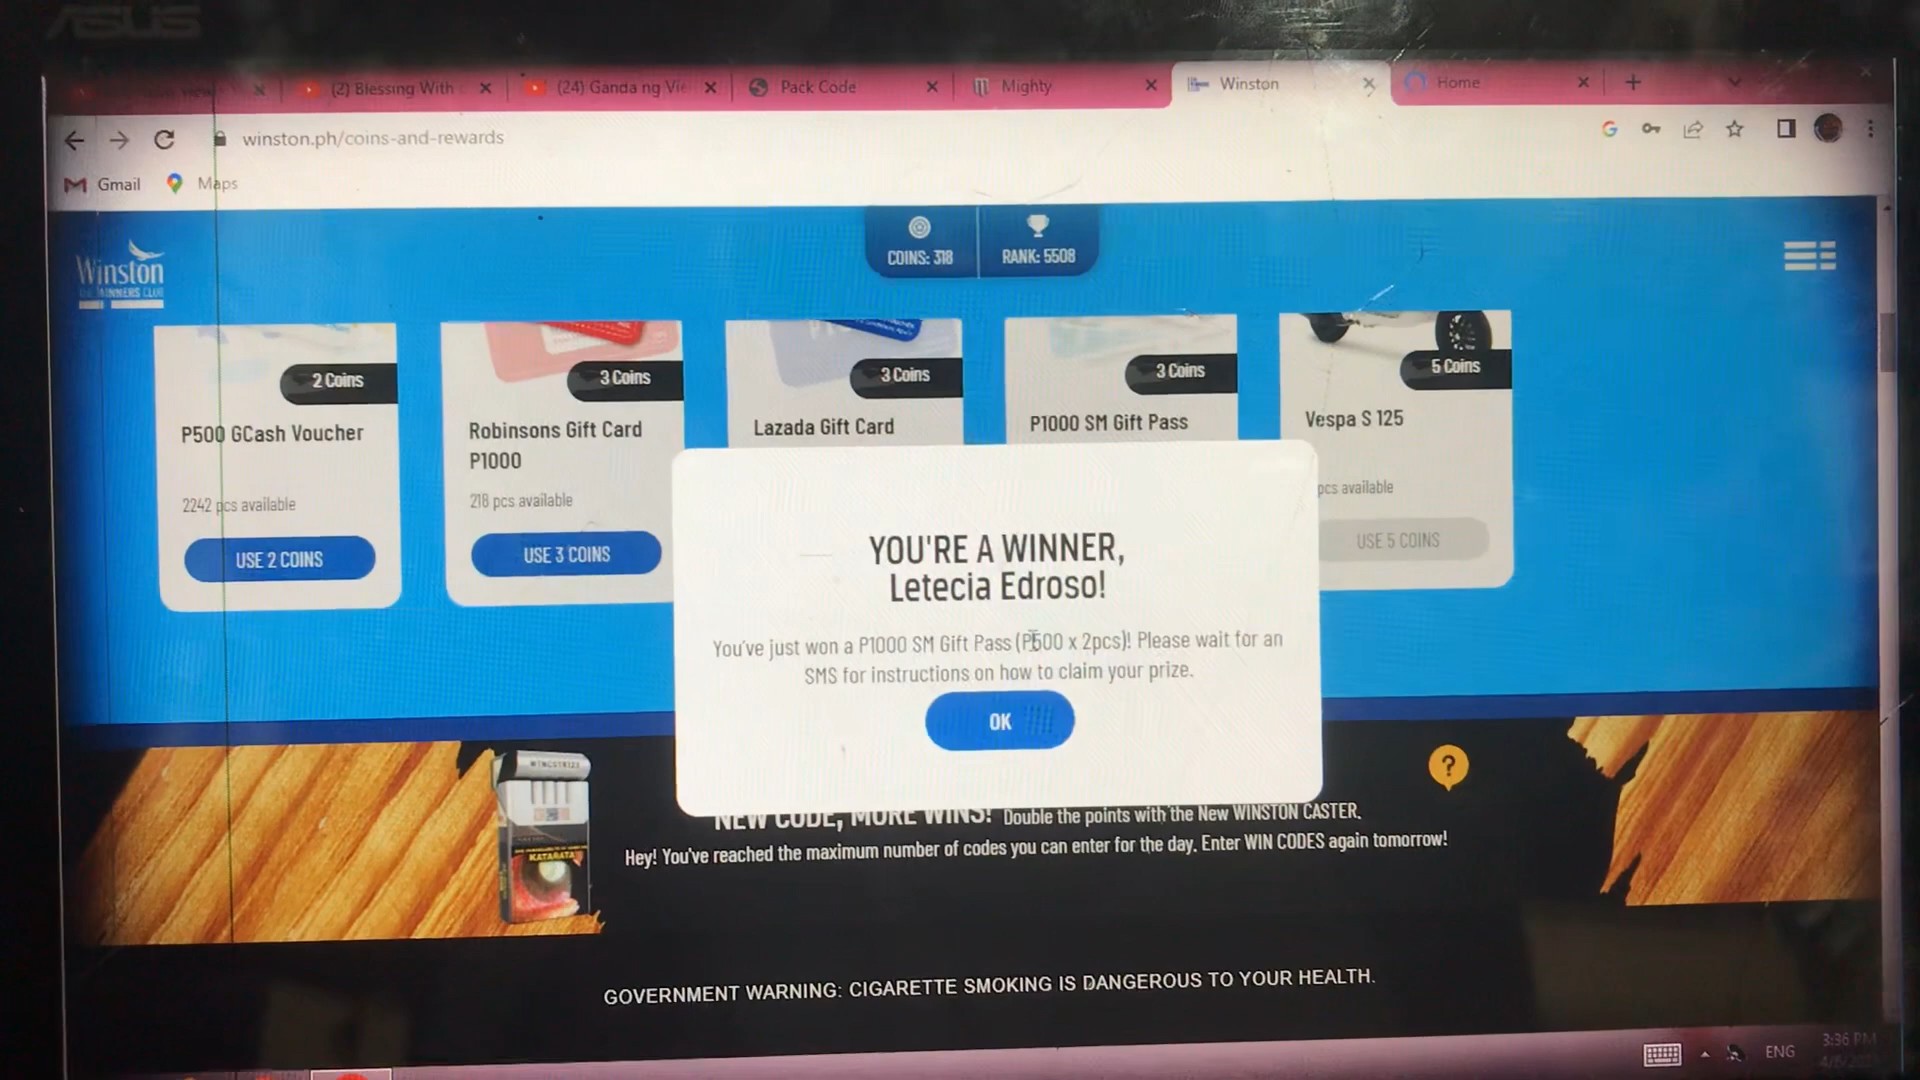 ASUS
(2) Blessing With
(24) Ganda ng Vie
Pack Code
Mighty
Winston
Home
winston.ph/coins-and-rewards
Gmail
Maps
Winston
COINS: 318
RANK: 5508
2 Coins
3 Coins
3 Coins
3 Coins
5 Coins
P500 GCash Voucher
Robinsons Gift Card
P1000
Lazada Gift Card
P1000 SM Gift Pass
Vespa S 125
2242 pcs available
218 pcs available
pcs available
USE 2 COINS
USE 3 COINS
USE 5 COINS
YOU'RE A WINNER,
Letecia Edroso!
You've just won a P1000 SM Gift Pass (P500 x 2pcs)! Please wait for an
SMS for instructions on how to claim your prize.
OK
?
KATARATA
NEW CODE, MORE WINS! Double the points with the New WINSTON CASTER.
Hey! You've reached the maximum number of codes you can enter for the day. Enter WIN CODES again tomorrow!
GOVERNMENT WARNING: CIGARETTE SMOKING IS DANGEROUS TO YOUR HEALTH.
ENG
3:36 PM